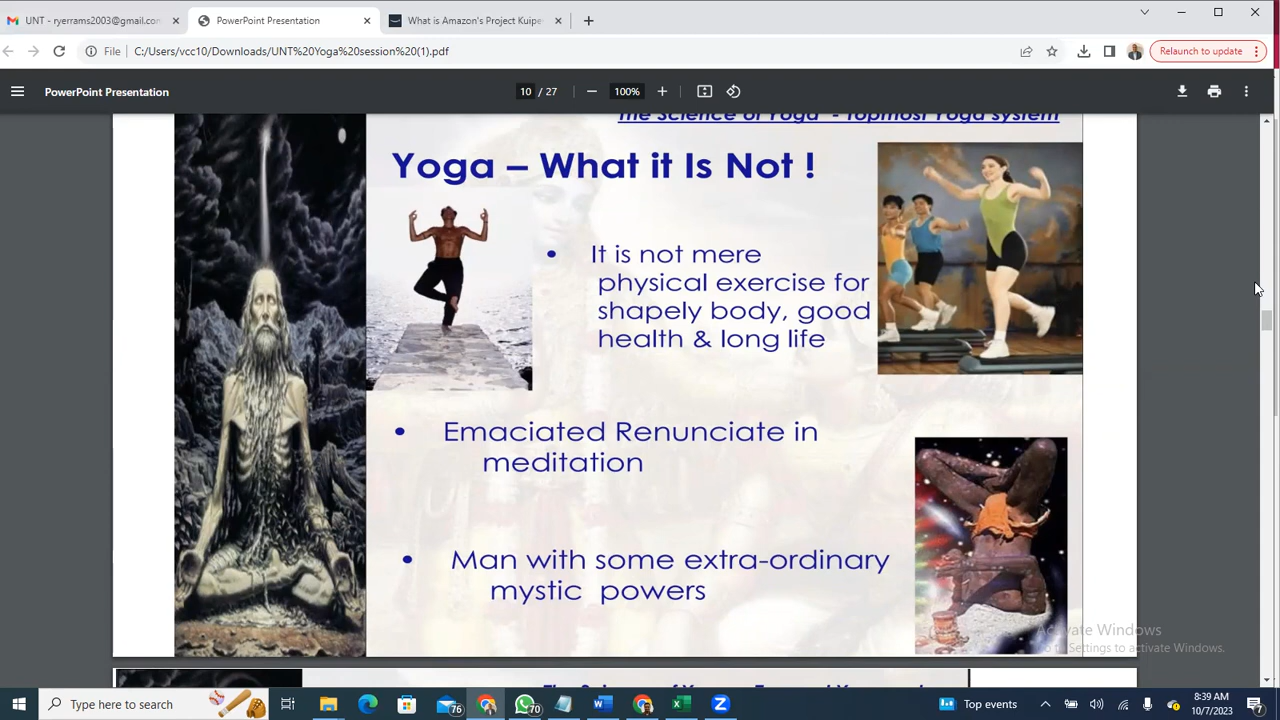 UNT - ryerrams2003@gmail.com
PowerPoint Presentation
What is Amazon's Project Kuiper
File C:/Users/vcc10/Downloads/UNT%20Yoga%20session%20(1).pdf
Relaunch to update
PowerPoint Presentation
10 / 27
100%
The Science of Yoga - Topmost Yoga system
Yoga – What it Is Not !
• It is not mere
physical exercise for
shapely body, good
health & long life
• Emaciated Renunciate in
meditation
• Man with some extra-ordinary
mystic powers
Activate Windows
Go to Settings to activate Windows.
Type here to search
76
70
Top events
8:39 AM
10/7/2023
7